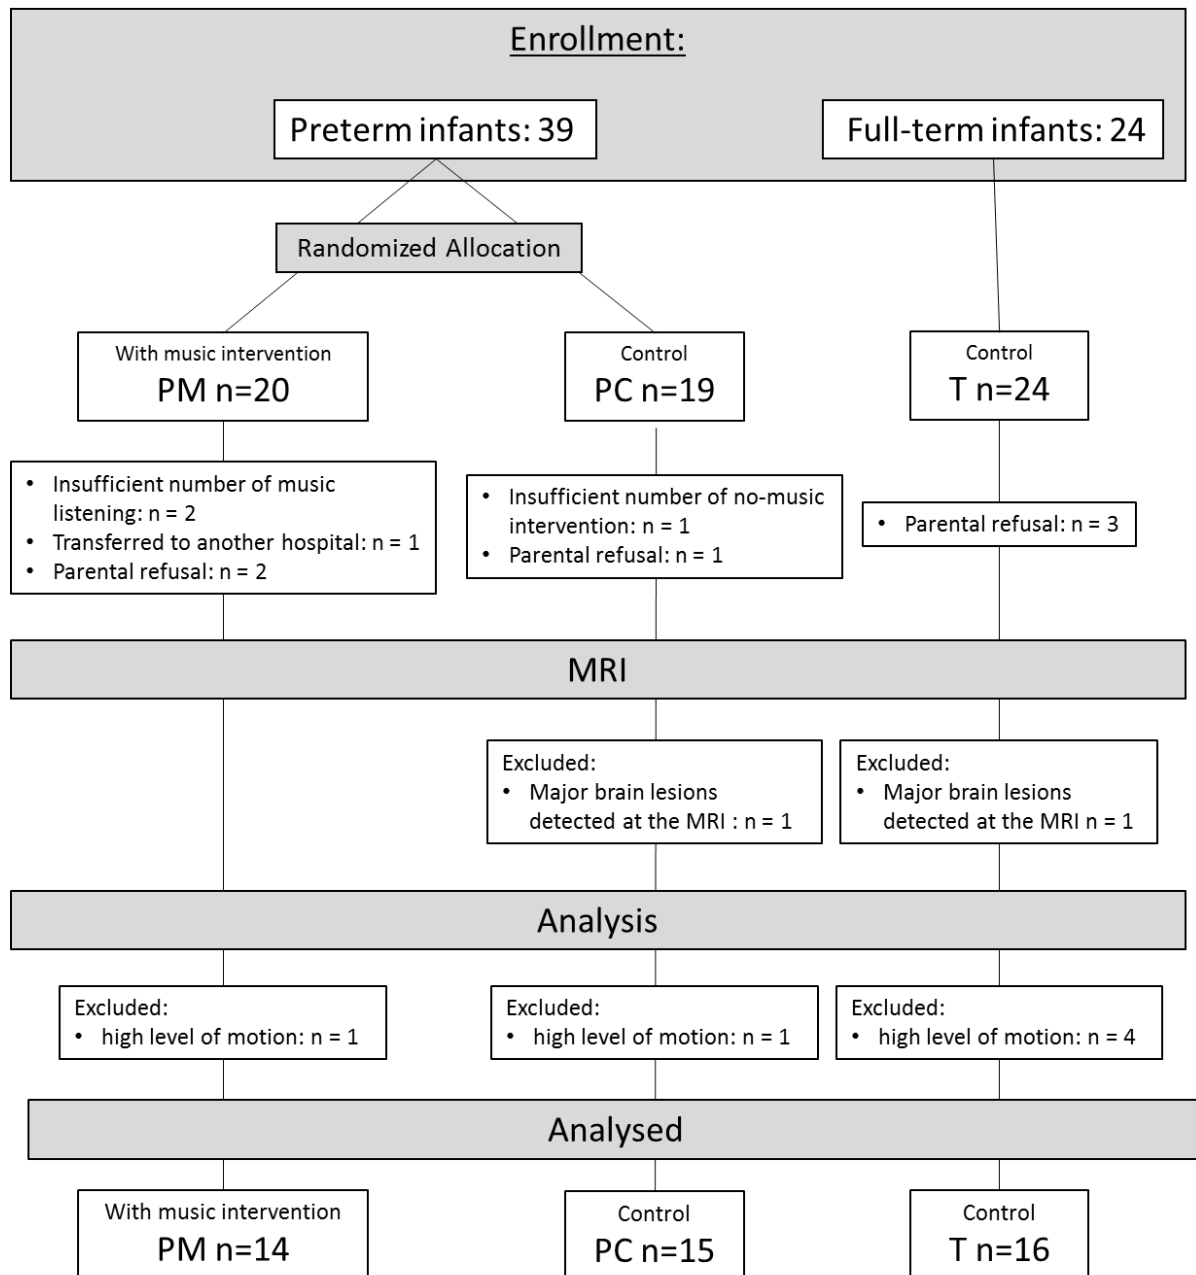 Enrollment:
Preterm infants: 39
Full-term infants: 24
Randomized Allocation
With music intervention
PM n=20
Control
PC n=19
Control
T n=24
• Insufficient number of music
listening: n = 2
• Transferred to another hospital: n = 1
• Parental refusal: n = 2
• Insufficient number of no-music
intervention: n = 1
• Parental refusal: n = 1
• Parental refusal: n = 3
MRI
Excluded:
• Major brain lesions
detected at the MRI : n = 1
Excluded:
• Major brain lesions
detected at the MRI n = 1
Analysis
Excluded:
• high level of motion: n = 1
Excluded:
• high level of motion: n = 1
Excluded:
• high level of motion: n = 4
Analysed
With music intervention
PM n=14
Control
PC n=15
Control
T n=16